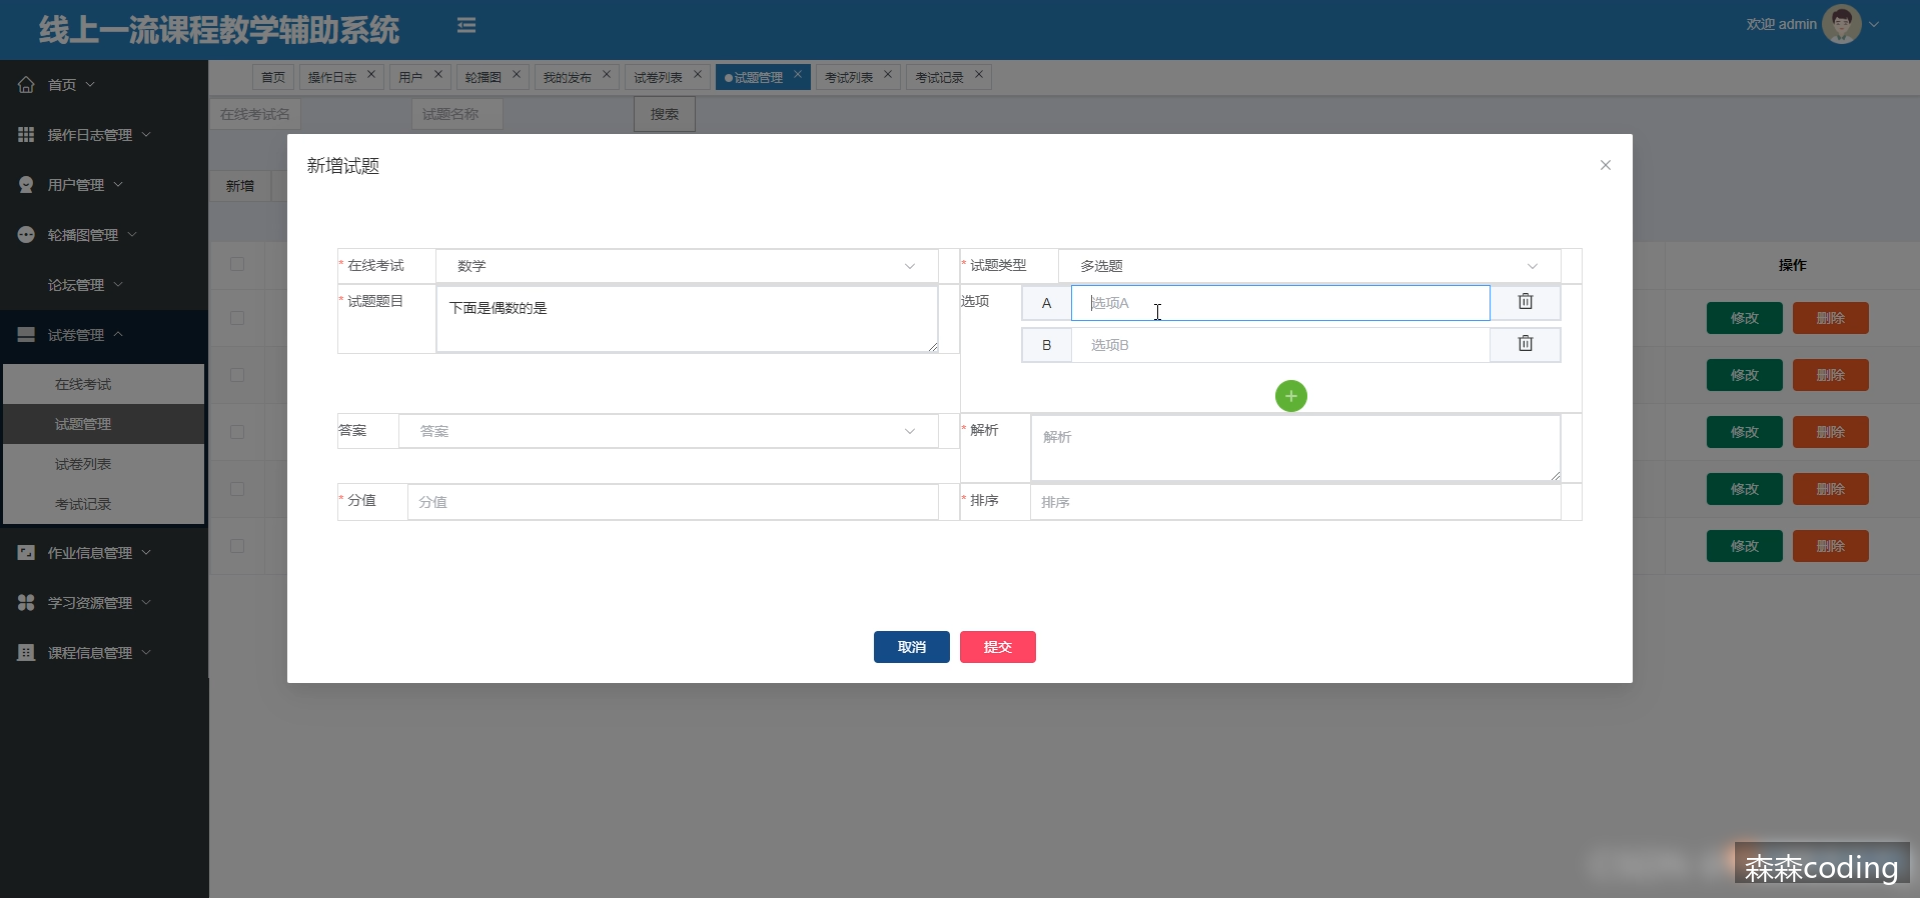 线上一流课程教学辅助系统
欢迎 admin
首页
操作日志管理
用户管理
轮播图管理
论坛管理
试卷管理
在线考试
试题管理
试卷列表
考试记录
作业信息管理
学习资源管理
课程信息管理
首页 操作日志 用户 轮播图 我的发布 试卷列表 试题管理 考试列表 考试记录
在线考试名 试题名称 搜索
新增
操作
修改 删除
修改 删除
修改 删除
修改 删除
修改 删除
新增试题
* 在线考试 数学
* 试题类型 多选题
* 试题题目 下面是偶数的是
选项 A 选项A
B 选项B
答案 答案
* 解析 解析
* 分值 分值
* 排序 排序
取消 提交
森森coding